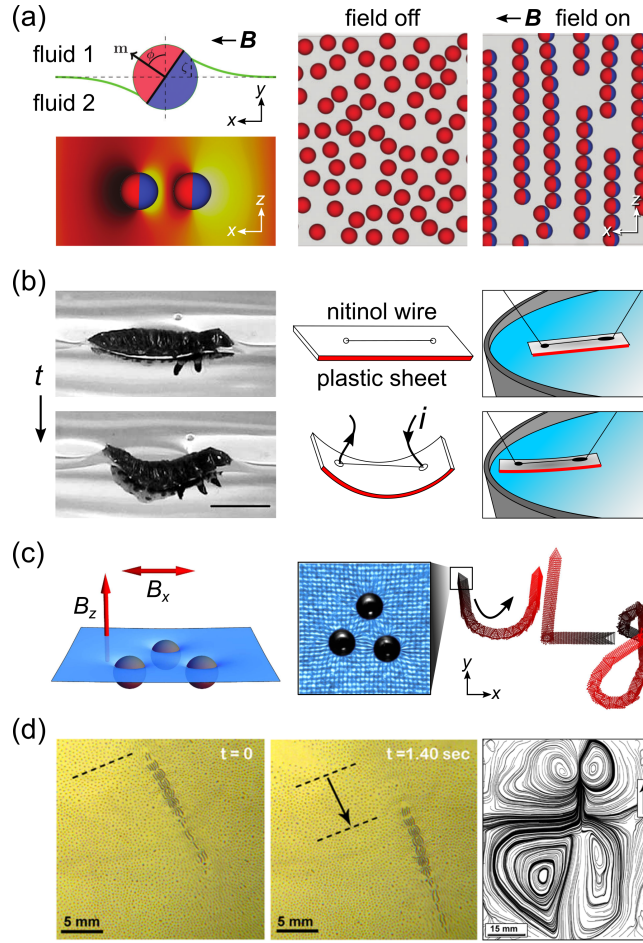 (a)
fluid 1
fluid 2
m
ϕ
ζ
B
y
x
z
x
field off
B field on
z
x
(b)
t
nitinol wire
plastic sheet
i
(c)
B_z
B_x
y
x
(d)
t = 0
5 mm
t =1.40 sec
5 mm
15 mm